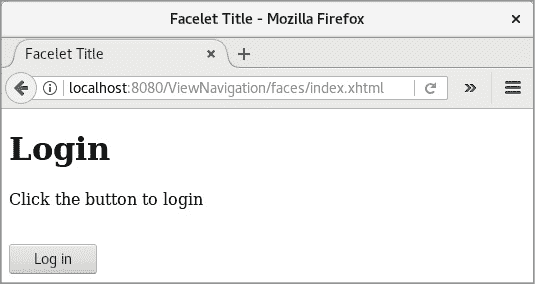 Facelet Title - Mozilla Firefox
Facelet Title
localhost:8080/ViewNavigation/faces/index.xhtml
Login
Click the button to login
Log in